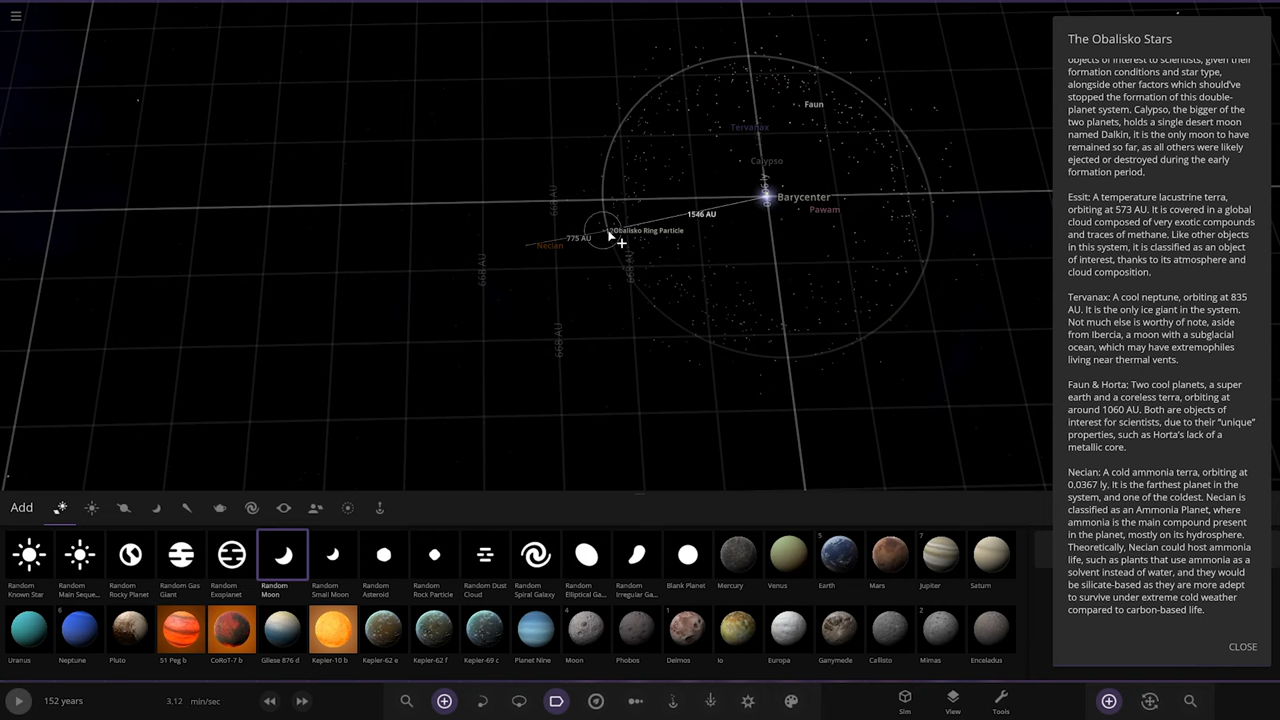 The Obalisko Stars
objects of interest to scientists, given their
formation conditions and star type,
alongside other factors which should've
stopped the formation of this double-
planet system. Calypso, the bigger of the
two planets, holds a single desert moon
named Dalkin, it is the only moon to have
remained so far, as all others were likely
ejected or destroyed during the early
formation period.
Essit: A temperature lacustrine terra,
orbiting at 573 AU. It is covered in a global
cloud composed of very exotic compounds
and traces of methane. Like other objects
in this system, it is classified as an object
of interest, thanks to its atmosphere and
cloud composition.
Tervanax: A cool neptune, orbiting at 835
AU. It is the only ice giant in the system.
Not much else is worthy of note, aside
from Ibercia, a moon with a subglacial
ocean, which may have extremophiles
living near thermal vents.
Faun & Horta: Two cool planets, a super
earth and a coreless terra, orbiting at
around 1060 AU. Both are objects of
interest for scientists, due to their "unique"
properties, such as Horta's lack of a
metallic core.
Necian: A cold ammonia terra, orbiting at
0.0367 ly. It is the farthest planet in the
system, and one of the coldest. Necian is
classified as an Ammonia Planet, where
ammonia is the main compound present
in the planet, mostly on its hydrosphere.
Theoretically, Necian could host ammonia
life, such as plants that use ammonia as a
solvent instead of water, and they would
be silicate-based as they are more adept
to survive under extreme cold weather
compared to carbon-based life.
CLOSE
Faun
Tervanax
Calypso
Barycenter
Pawam
1546 AU
Obalisko Ring Particle
775 AU
Necian
668 AU
668 AU
668 AU
668 AU
Add
Random Known Star
Random Main Seque...
Random Rocky Planet
Random Gas Giant
Random Exoplanet
Random Moon
Random Small Moon
Random Asteroid
Random Rock Particle
Random Dust Cloud
Random Spiral Galaxy
Random Elliptical Ga...
Random Irregular Ga...
Blank Planet
Mercury
Venus
5
Earth
Mars
7
Jupiter
Saturn
Uranus
6
Neptune
Pluto
51 Peg b
CoRoT-7 b
Gliese 876 d
Kepler-10 b
Kepler-62 e
Kepler-62 f
Kepler-69 c
Planet Nine
4
Moon
Phobos
1
Deimos
Io
Europa
Ganymede
Callisto
2
Mimas
Enceladus
152 years
3.12 min/sec
Sim
View
Tools